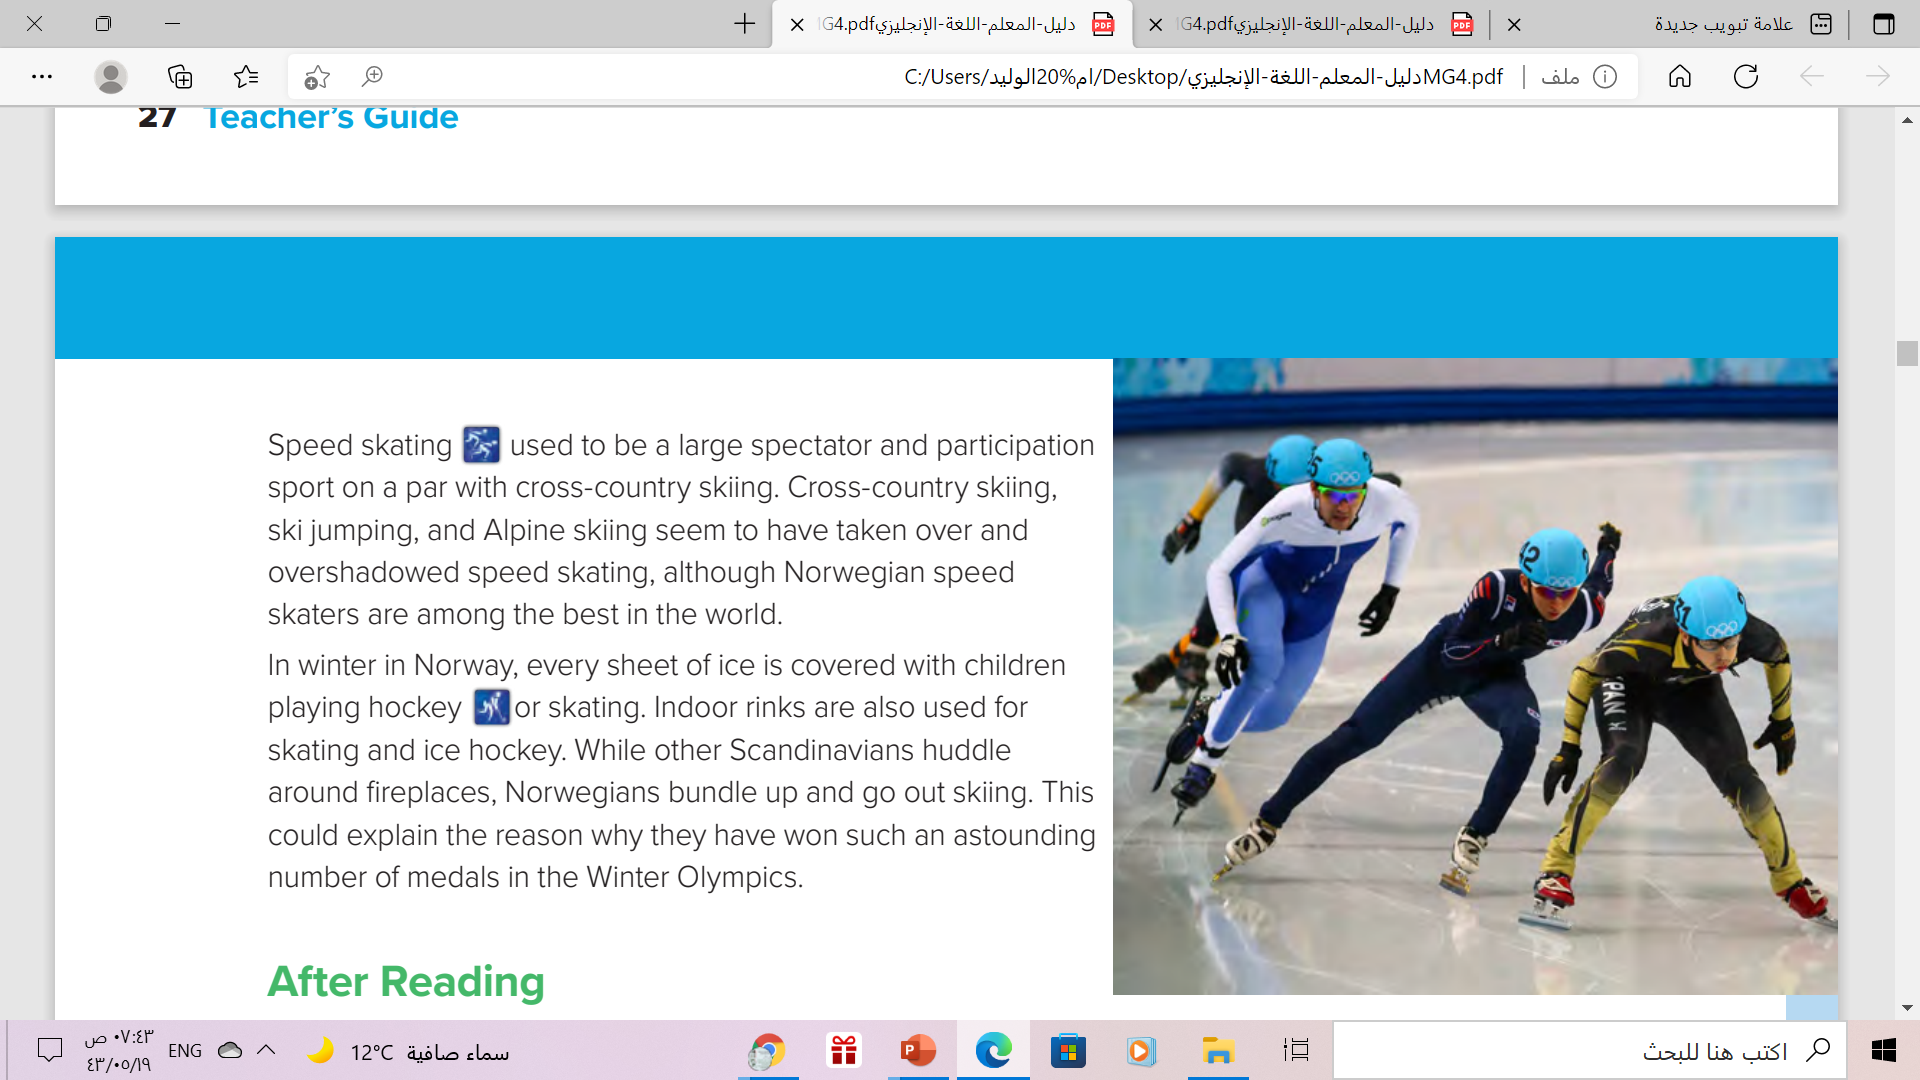 علامة تبويب جديدة
دليل-المعلم-اللغة-الإنجليزيMG4.pdf
دليل-المعلم-اللغة-الإنجليزيMG4.pdf
ملف
C:/Users/ام%20الوليد/Desktop/دليل-المعلم-اللغة-الإنجليزيMG4.pdf
27 Teacher's Guide
Speed skating used to be a large spectator and participation
sport on a par with cross-country skiing. Cross-country skiing,
ski jumping, and Alpine skiing seem to have taken over and
overshadowed speed skating, although Norwegian speed
skaters are among the best in the world.
In winter in Norway, every sheet of ice is covered with children
playing hockey or skating. Indoor rinks are also used for
skating and ice hockey. While other Scandinavians huddle
around fireplaces, Norwegians bundle up and go out skiing. This
could explain the reason why they have won such an astounding
number of medals in the Winter Olympics.
After Reading
اكتب هنا للبحث
12°C سماء صافية
ENG
٠٧:٤٣ ص
٤٣/٠٥/١٩